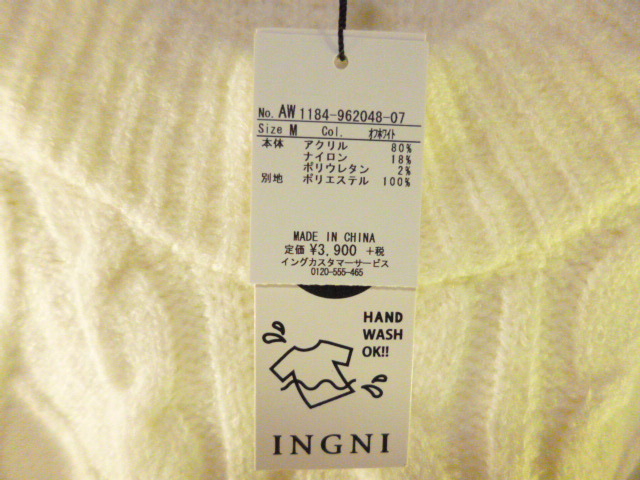 No. AW 1184-962048-07
Size M Col. ｵﾌﾎﾜｲﾄ
本体 アクリル 80%
ナイロン 18%
ポリウレタン 2%
別地 ポリエステル 100%
MADE IN CHINA
定価 ¥3,900 +税
イングカスタマーサービス
0120-555-465
HAND
WASH
OK!!
INGNI